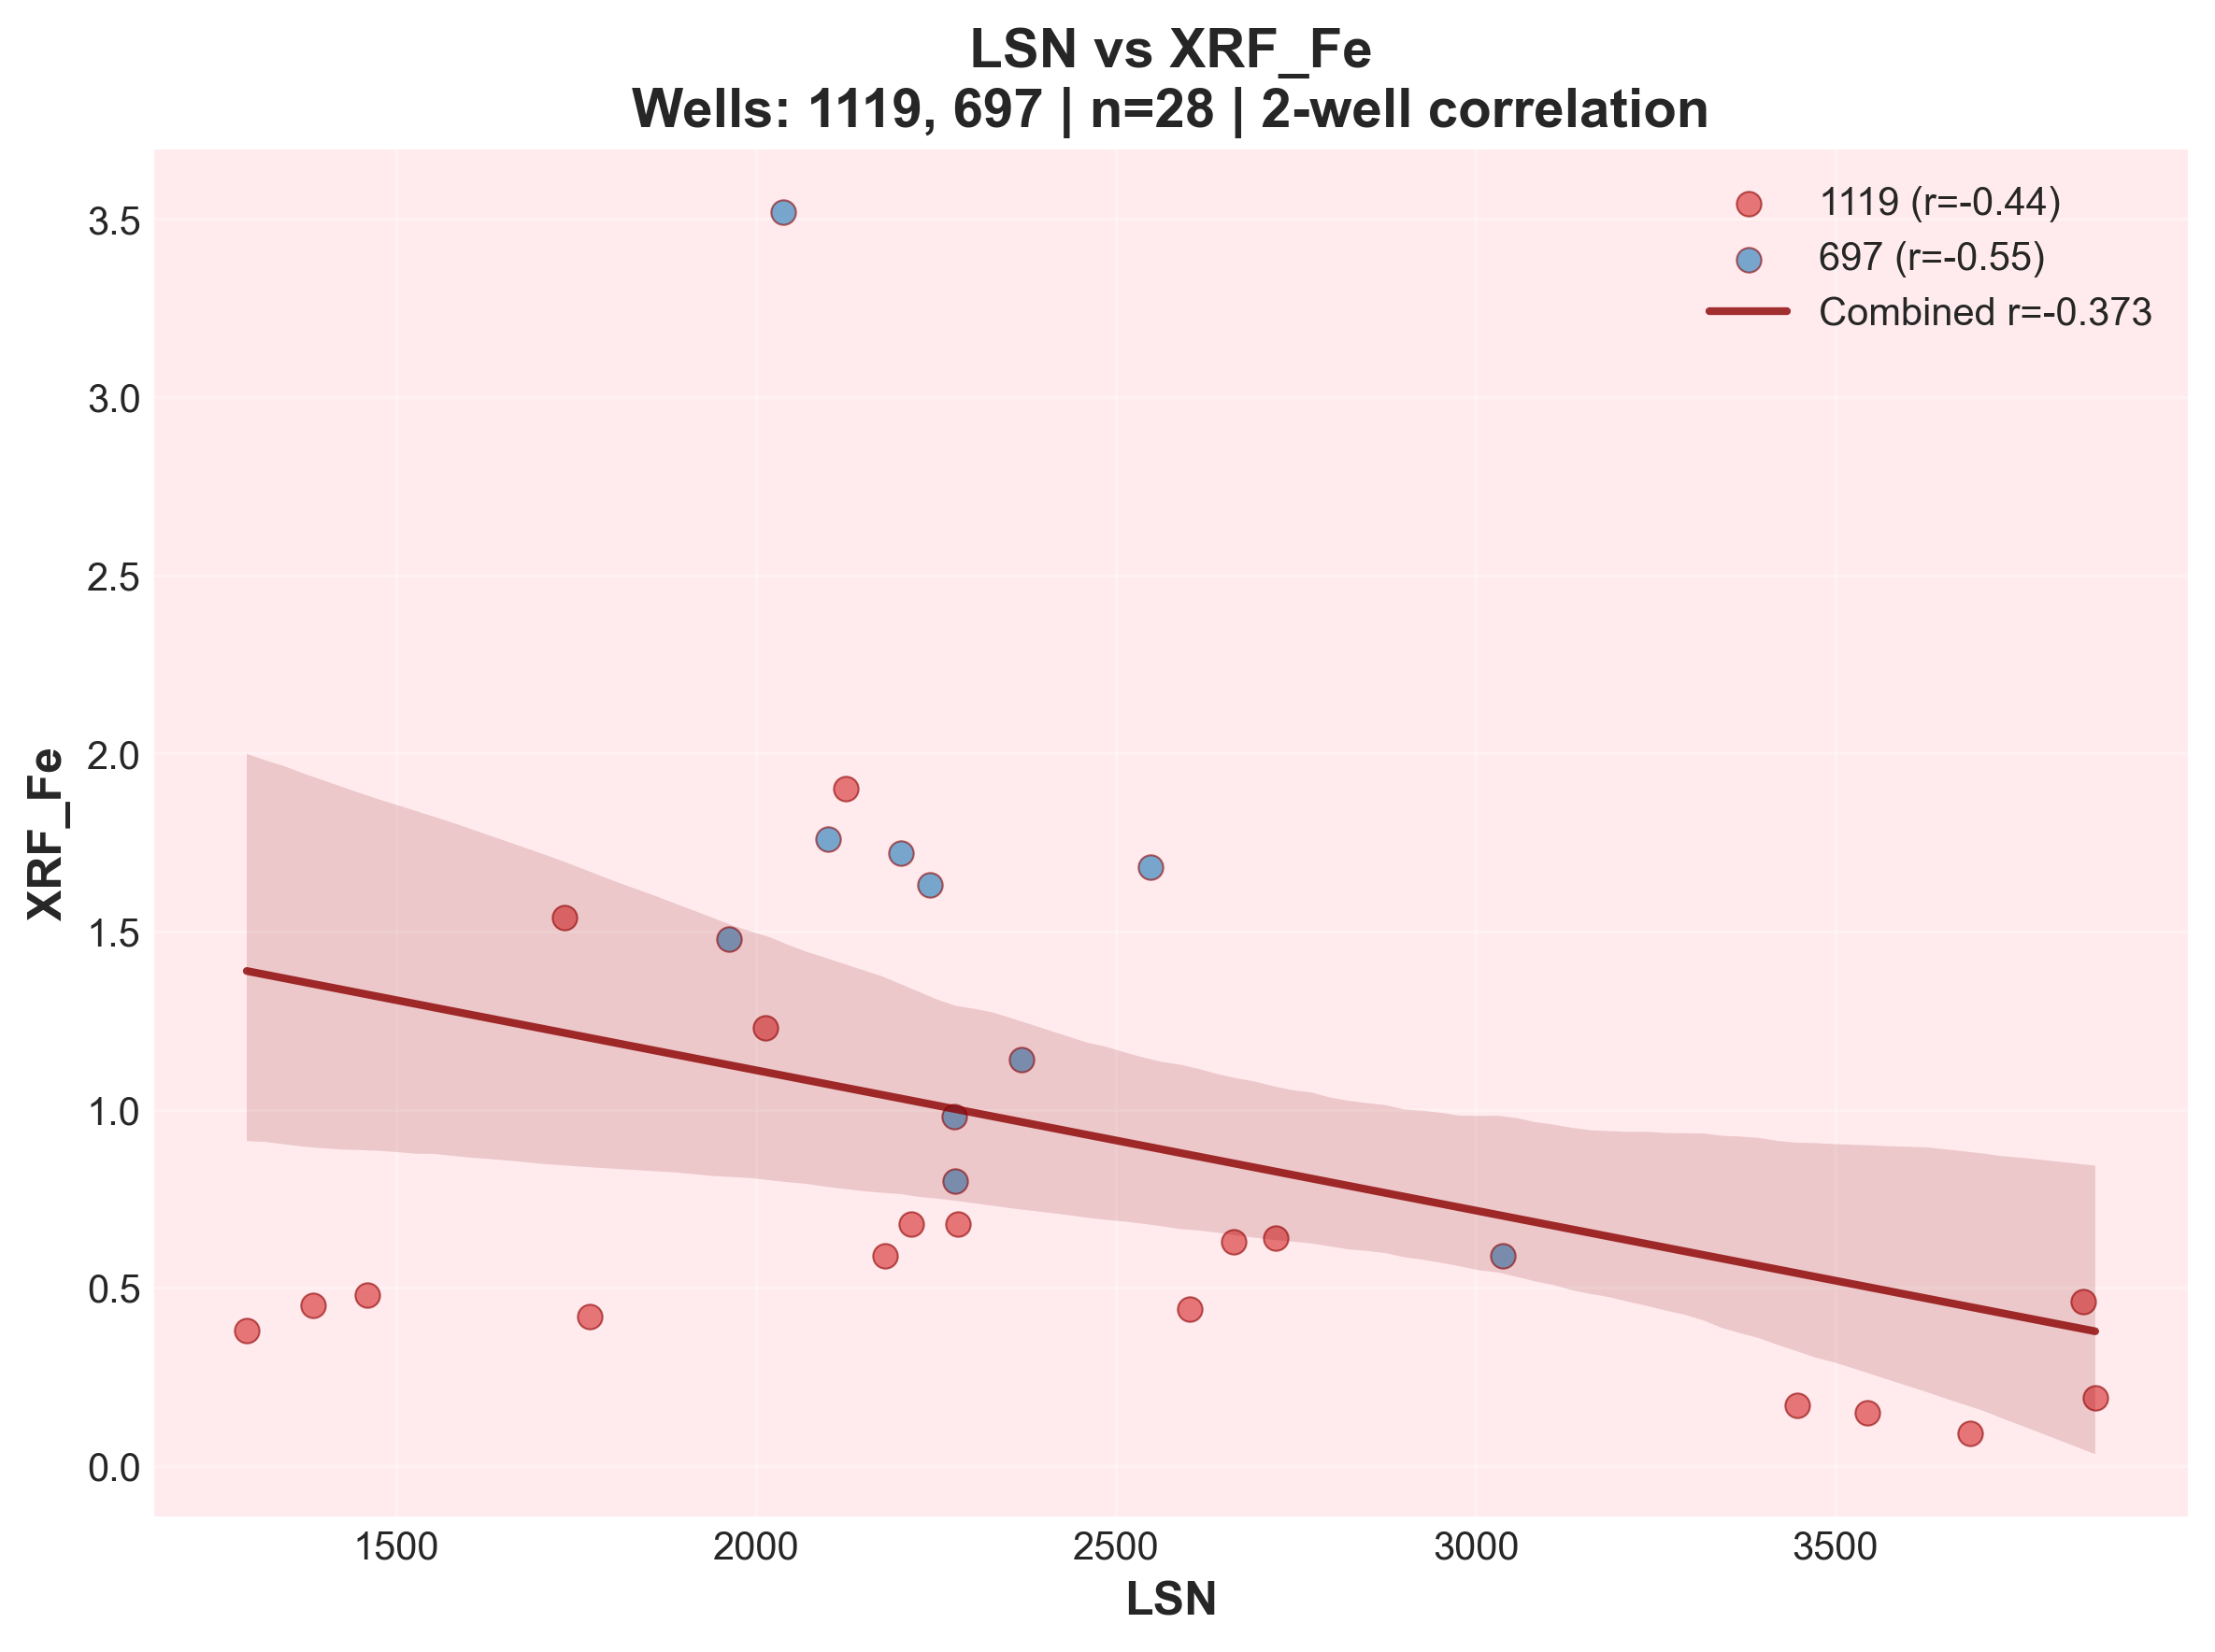 LSN vs XRF_Fe
Wells: 1119, 697 | n=28 | 2-well correlation
1119 (r=-0.44)
697 (r=-0.55)
Combined r=-0.373
XRF_Fe
3.5
3.0
2.5
2.0
1.5
1.0
0.5
0.0
1500 2000 2500 3000 3500
LSN